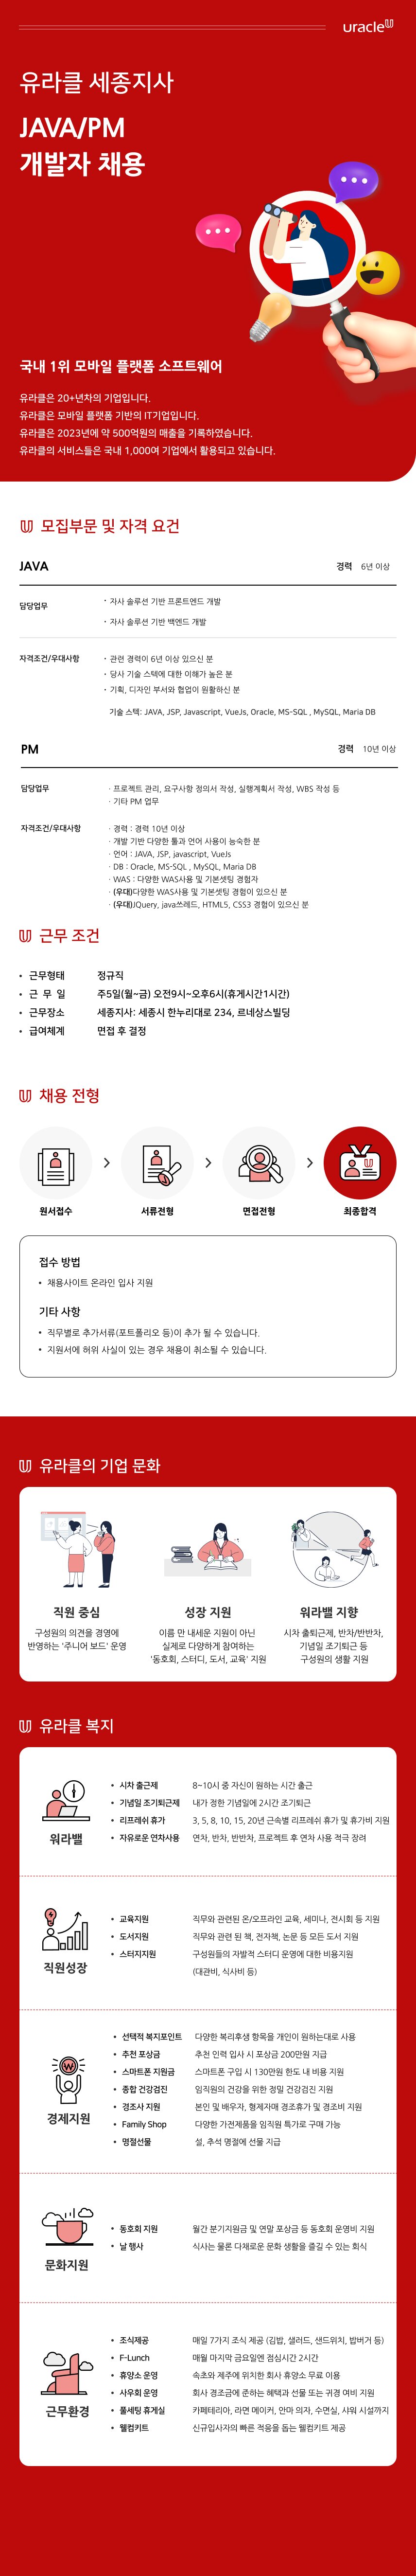 uracle
유라클 세종지사
JAVA/PM
개발자 채용
국내 1위 모바일 플랫폼 소프트웨어
유라클은 20+년차의 기업입니다.
유라클은 모바일 플랫폼 기반의 IT기업입니다.
유라클은 2023년에 약 500억원의 매출을 기록하였습니다.
유라클의 서비스들은 국내 1,000여 기업에서 활용되고 있습니다.
모집부문 및 자격 요건
JAVA 경력 6년 이상
담당업무
· 자사 솔루션 기반 프론트엔드 개발
· 자사 솔루션 기반 백엔드 개발
자격조건/우대사항
· 관련 경력이 6년 이상 있으신 분
· 당사 기술 스텍에 대한 이해가 높은 분
· 기획, 디자인 부서와 협업이 원활하신 분
기술 스텍: JAVA, JSP, Javascript, VueJs, Oracle, MS-SQL , MySQL, Maria DB
PM 경력 10년 이상
담당업무
· 프로젝트 관리, 요구사항 정의서 작성, 실행계획서 작성, WBS 작성 등
· 기타 PM 업무
자격조건/우대사항
· 경력 : 경력 10년 이상
· 개발 기반 다양한 툴과 언어 사용이 능숙한 분
· 언어 : JAVA, JSP, javascript, VueJs
· DB : Oracle, MS-SQL , MySQL, Maria DB
· WAS : 다양한 WAS사용 및 기본셋팅 경험자
· (우대)다양한 WAS사용 및 기본셋팅 경험이 있으신 분
· (우대)JQuery, java쓰레드, HTML5, CSS3 경험이 있으신 분
근무 조건
• 근무형태 정규직
• 근 무 일 주5일(월~금) 오전9시~오후6시(휴게시간1시간)
• 근무장소 세종지사: 세종시 한누리대로 234, 르네상스빌딩
• 급여체계 면접 후 결정
채용 전형
원서접수 > 서류전형 > 면접전형 > 최종합격
접수 방법
• 채용사이트 온라인 입사 지원
기타 사항
• 직무별로 추가서류(포트폴리오 등)이 추가 될 수 있습니다.
• 지원서에 허위 사실이 있는 경우 채용이 취소될 수 있습니다.
유라클의 기업 문화
직원 중심
구성원의 의견을 경영에
반영하는 '주니어 보드' 운영
성장 지원
이름 만 내세운 지원이 아닌
실제로 다양하게 참여하는
'동호회, 스터디, 도서, 교육' 지원
워라밸 지향
시차 출퇴근제, 반차/반반차,
기념일 조기퇴근 등
구성원의 생활 지원
유라클 복지
워라밸
• 시차 출근제 8~10시 중 자신이 원하는 시간 출근
• 기념일 조기퇴근제 내가 정한 기념일에 2시간 조기퇴근
• 리프레쉬 휴가 3, 5, 8, 10, 15, 20년 근속별 리프레쉬 휴가 및 휴가비 지원
• 자유로운 연차사용 연차, 반차, 반반차, 프로젝트 후 연차 사용 적극 장려
직원성장
• 교육지원 직무와 관련된 온/오프라인 교육, 세미나, 전시회 등 지원
• 도서지원 직무와 관련 된 책, 전자책, 논문 등 모든 도서 지원
• 스터지지원 구성원들의 자발적 스터디 운영에 대한 비용지원
(대관비, 식사비 등)
경제지원
• 선택적 복지포인트 다양한 복리후생 항목을 개인이 원하는대로 사용
• 추천 포상금 추천 인력 입사 시 포상금 200만원 지급
• 스마트폰 지원금 스마트폰 구입 시 130만원 한도 내 비용 지원
• 종합 건강검진 임직원의 건강을 위한 정밀 건강검진 지원
• 경조사 지원 본인 및 배우자, 형제자매 경조휴가 및 경조비 지원
• Family Shop 다양한 가전제품을 임직원 특가로 구매 가능
• 명절선물 설, 추석 명절에 선물 지급
문화지원
• 동호회 지원 월간 분기지원금 및 연말 포상금 등 동호회 운영비 지원
• 날 행사 식사는 물론 다채로운 문화 생활을 즐길 수 있는 회식
근무환경
• 조식제공 매일 7가지 조식 제공 (김밥, 샐러드, 샌드위치, 밥버거 등)
• F-Lunch 매월 마지막 금요일엔 점심시간 2시간
• 휴양소 운영 속초와 제주에 위치한 회사 휴양소 무료 이용
• 사우회 운영 회사 경조금에 준하는 혜택과 선물 또는 귀경 여비 지원
• 풀세팅 휴게실 카페테리아, 라면 메이커, 안마 의자, 수면실, 샤워 시설까지
• 웰컴키트 신규입사자의 빠른 적응을 돕는 웰컴키트 제공